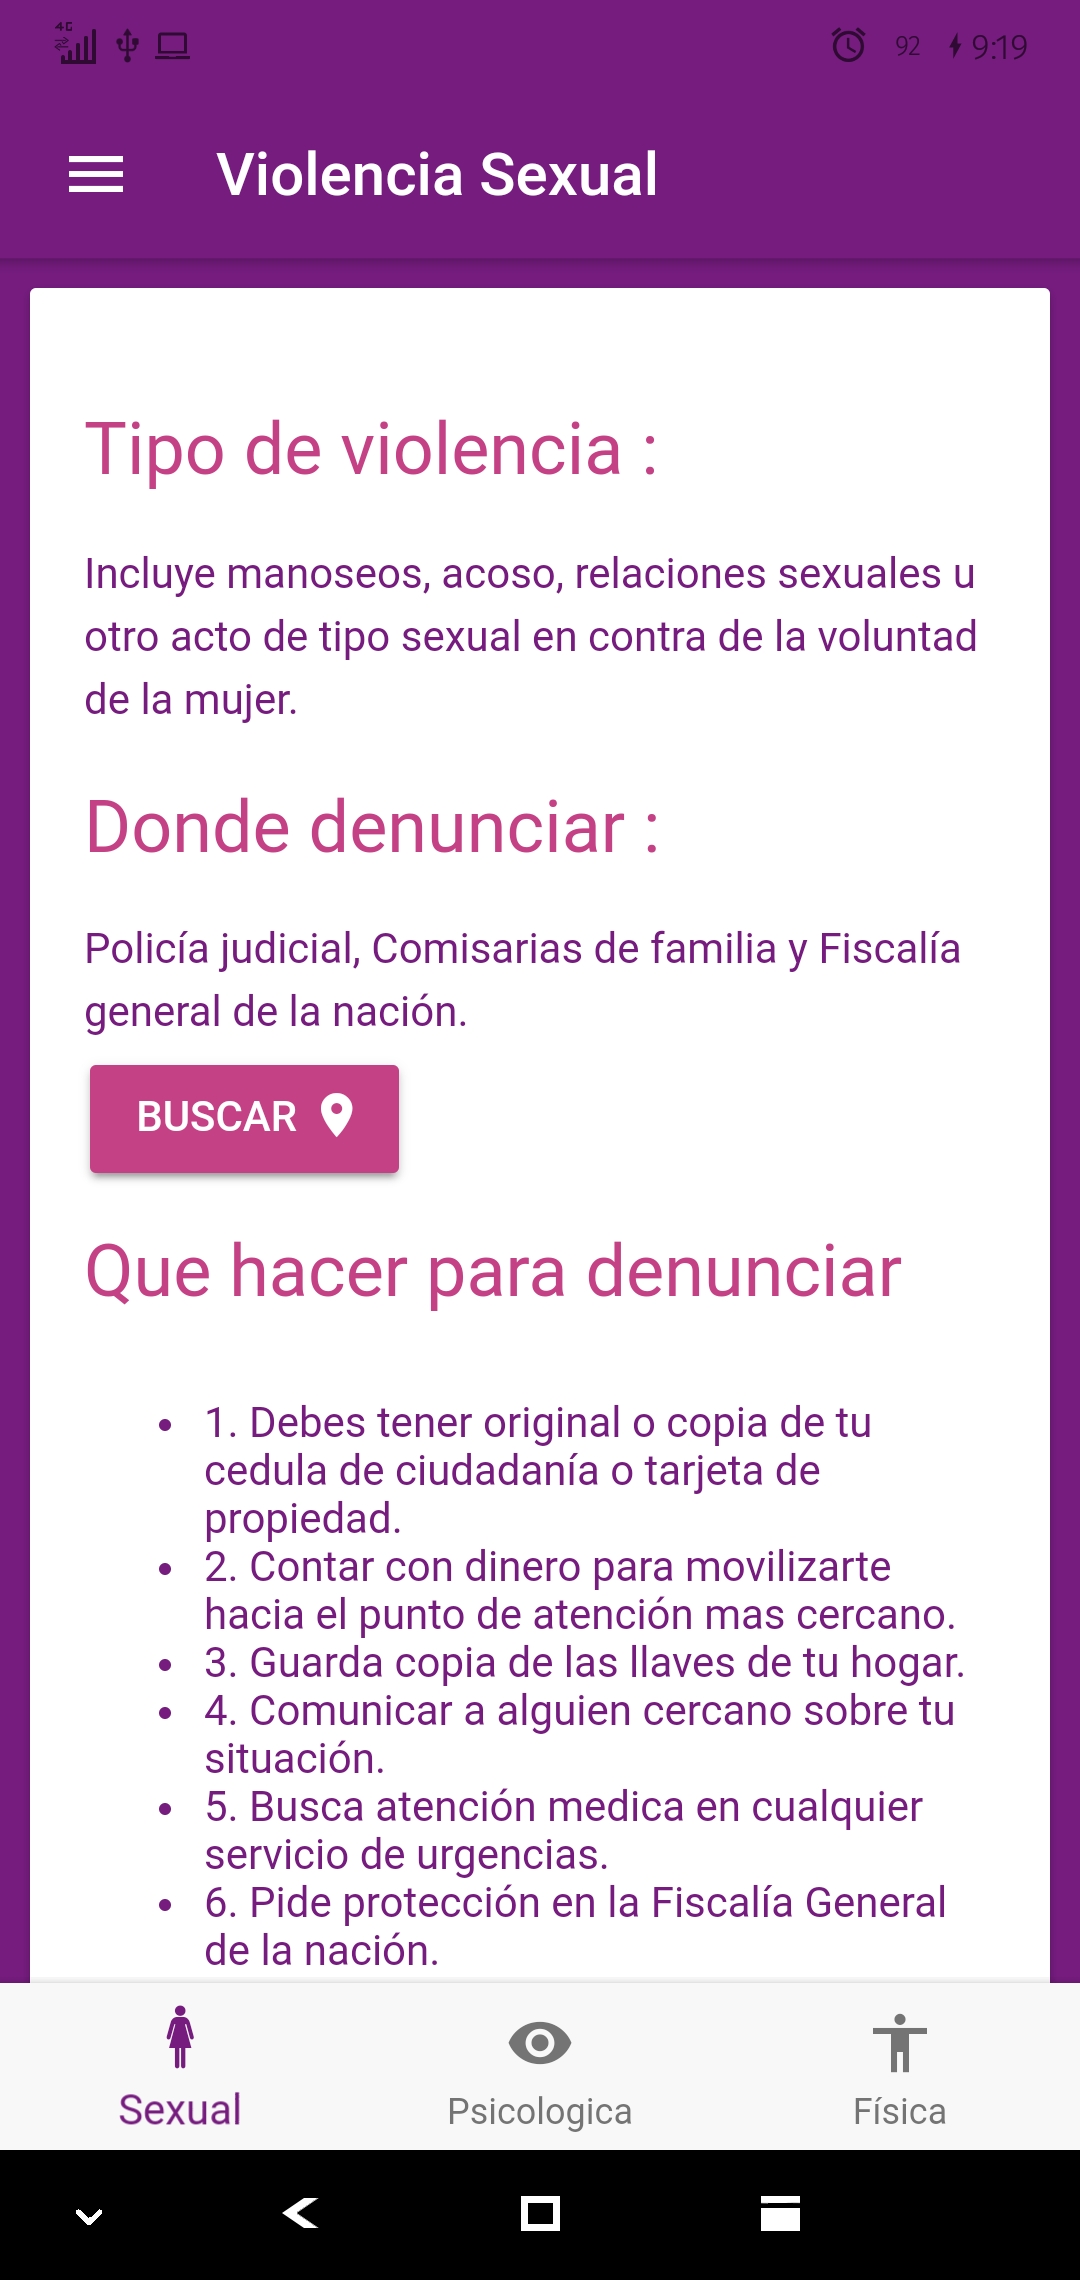 4G
92 9:19
Violencia Sexual
Tipo de violencia :
Incluye manoseos, acoso, relaciones sexuales u
otro acto de tipo sexual en contra de la voluntad
de la mujer.
Donde denunciar :
Policía judicial, Comisarias de familia y Fiscalía
general de la nación.
BUSCAR
Que hacer para denunciar
• 1. Debes tener original o copia de tu
cedula de ciudadanía o tarjeta de
propiedad.
• 2. Contar con dinero para movilizarte
hacia el punto de atención mas cercano.
• 3. Guarda copia de las llaves de tu hogar.
• 4. Comunicar a alguien cercano sobre tu
situación.
• 5. Busca atención medica en cualquier
servicio de urgencias.
• 6. Pide protección en la Fiscalía General
de la nación.
Sexual Psicologica Física